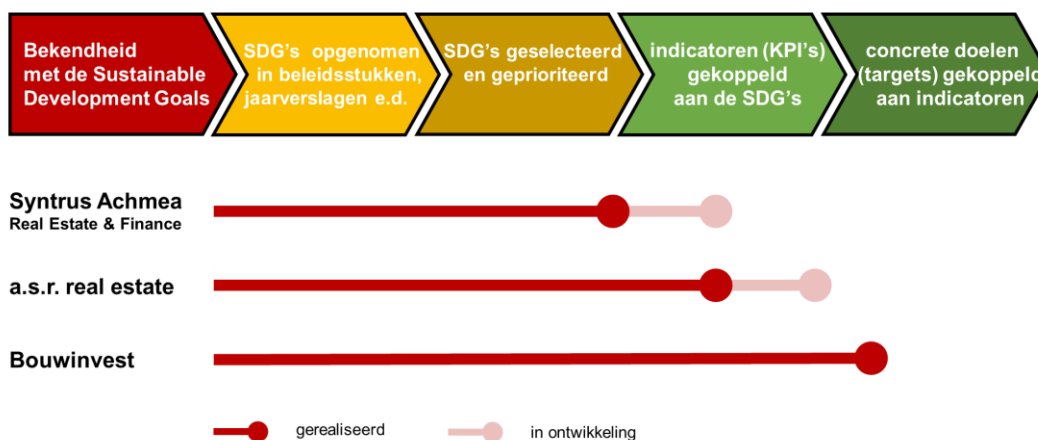 Bekendheid
met de Sustainable
Development Goals
SDG's opgenomen
in beleidsstukken,
jaarverslagen e.d.
SDG's geselecteerd
en geprioriteerd
indicatoren (KPI's)
gekoppeld
aan de SDG's
concrete doelen
(targets) gekoppeld
aan indicatoren
Syntrus Achmea
Real Estate & Finance
a.s.r. real estate
Bouwinvest
gerealiseerd
in ontwikkeling